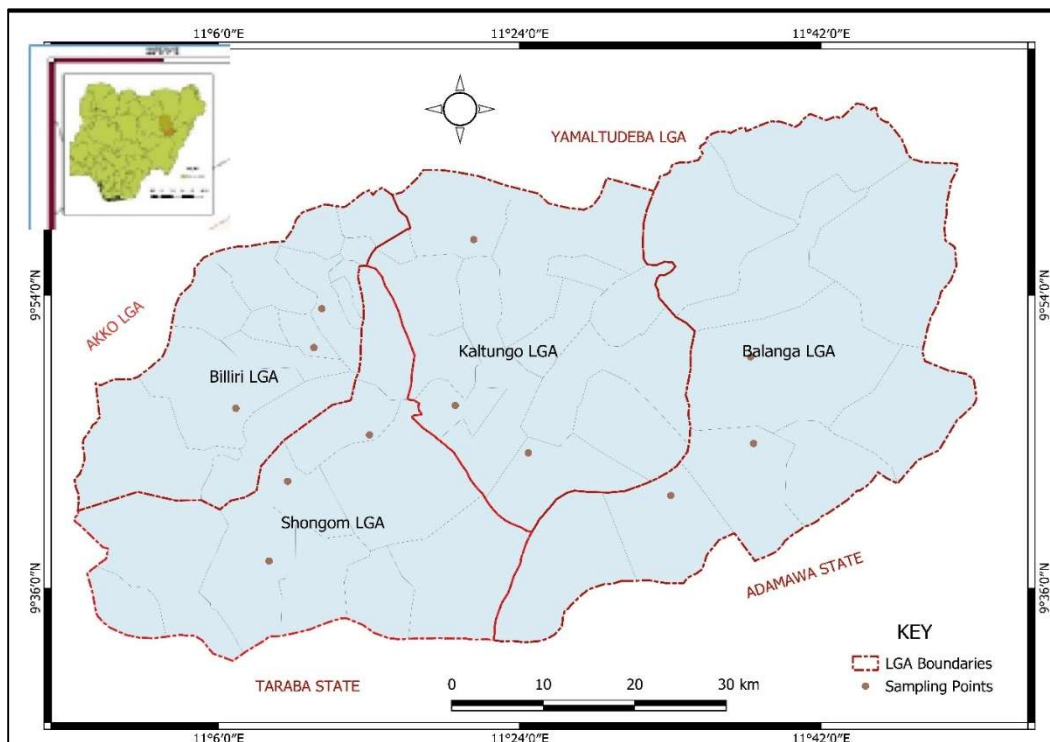 11°6'0"E
11°24'0"E
11°42'0"E
YAMALTUDEBA LGA
9°54'0"N
9°54'0"N
AKKO LGA
Kaltungo LGA
Balanga LGA
Billiri LGA
Shongom LGA
ADAMAWA STATE
9°36'0"N
9°36'0"N
KEY
LGA Boundaries
Sampling Points
TARABA STATE
0 10 20 30 km
11°6'0"E
11°24'0"E
11°42'0"E